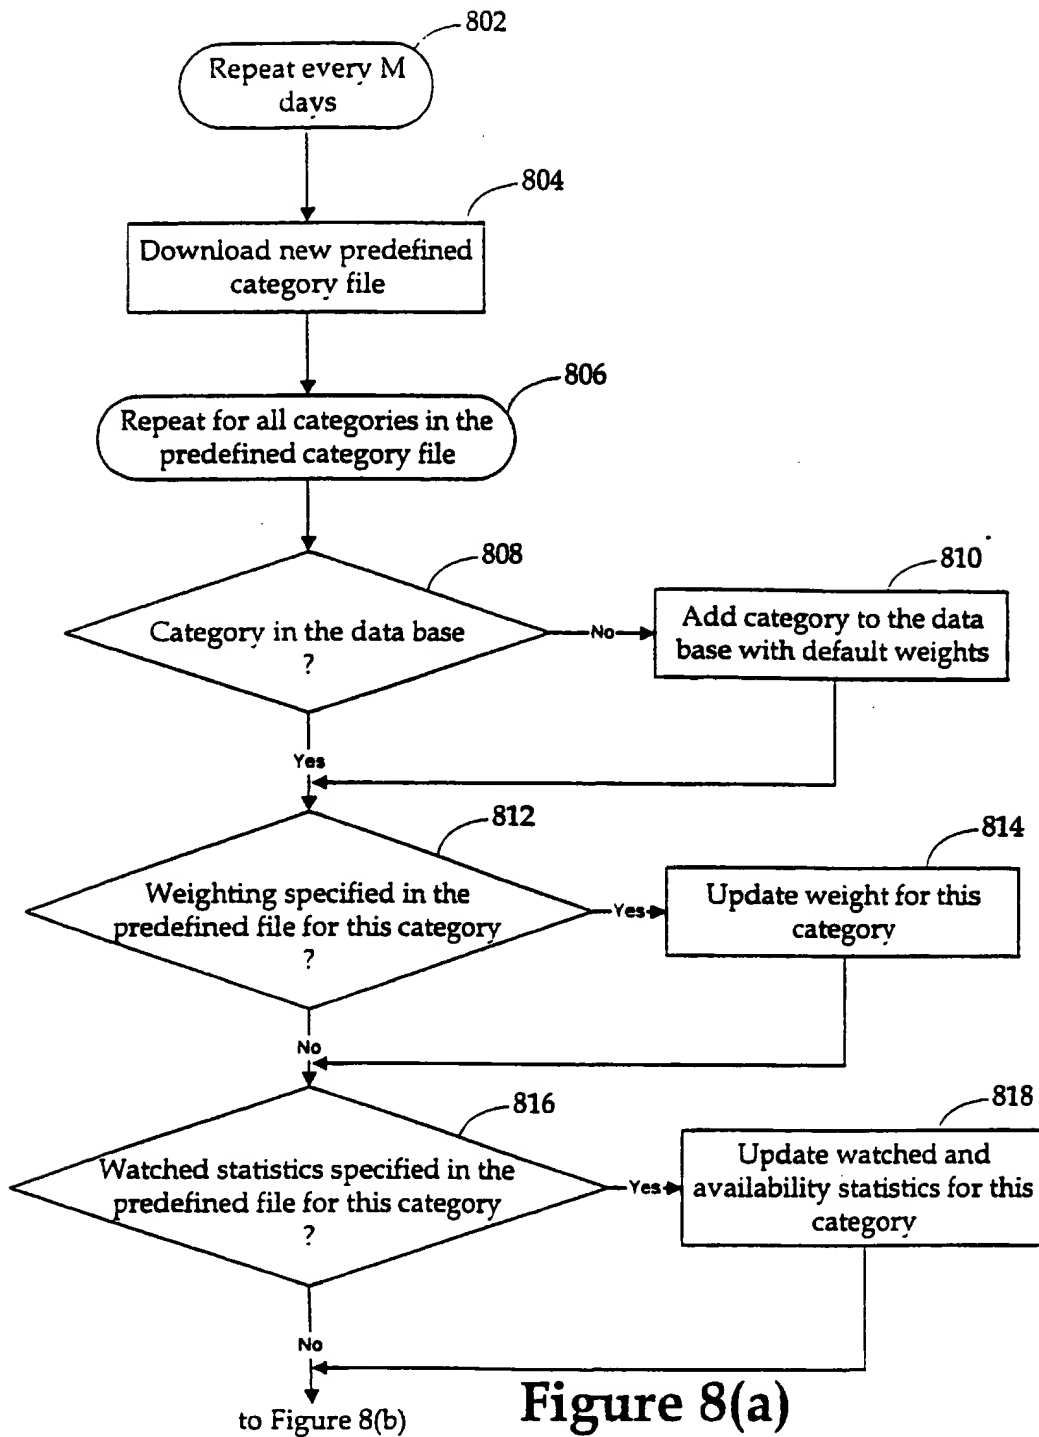 802
Repeat every M
days
804
Download new predefined
category file
806
Repeat for all categories in the
predefined category file
808
Category in the data base
?
No
810
Add category to the data
base with default weights
Yes
812
Weighting specified in the
predefined file for this category
?
Yes
814
Update weight for this
category
No
816
Watched statistics specified in the
predefined file for this category
?
Yes
818
Update watched and
availability statistics for this
category
No
to Figure 8(b)
Figure 8(a)